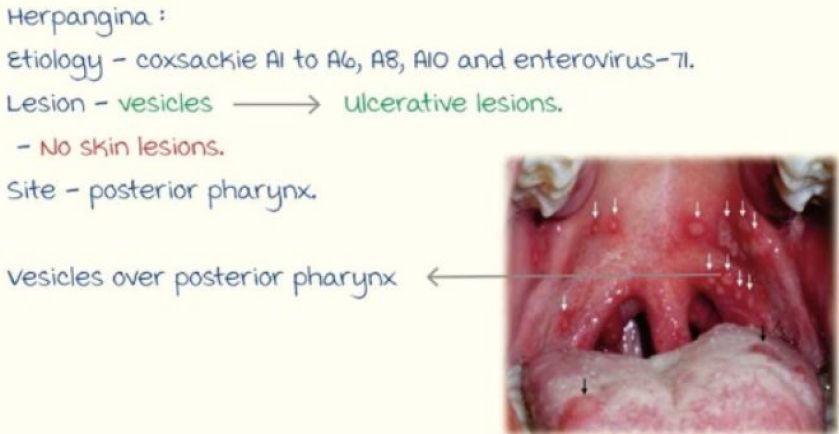 Herpangina :
Etiology - coxsackie A1 to A6, A8, A10 and enterovirus-71.
Lesion - vesicles ⟶ ulcerative lesions.
- No skin lesions.
Site - posterior pharynx.
Vesicles over posterior pharynx ⟵